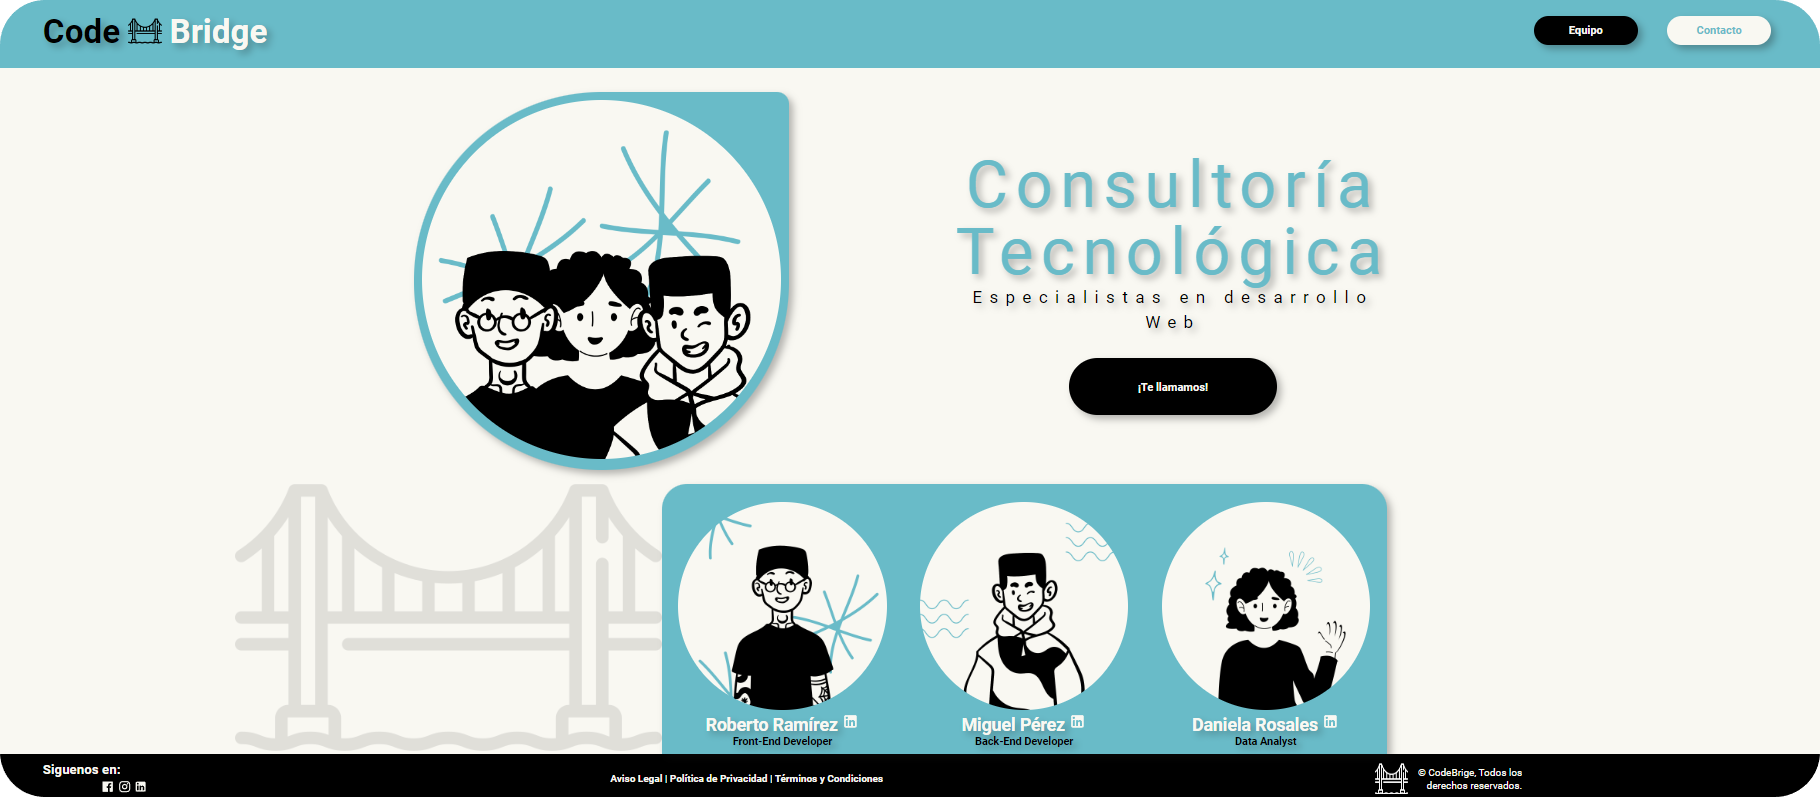 Code Bridge
Equipo
Contacto
Consultoría
Tecnológica
Especialistas en desarrollo
Web
¡Te llamamos!
Roberto Ramírez
Front-End Developer
Miguel Pérez
Back-End Developer
Daniela Rosales
Data Analyst
Siguenos en:
Aviso Legal | Política de Privacidad | Términos y Condiciones
© CodeBrige, Todos los
derechos reservados.